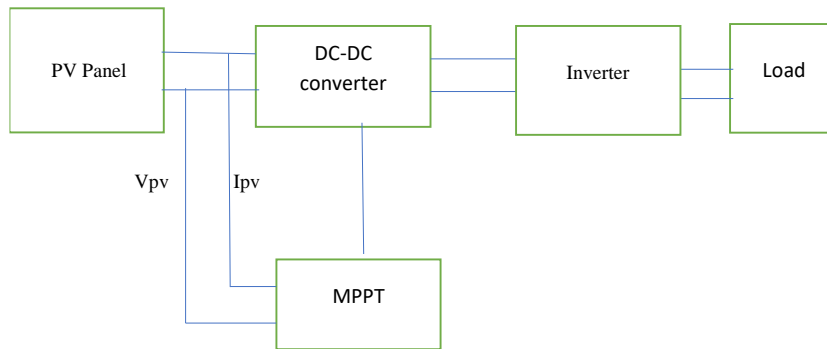 PV Panel
DC-DC
converter
Inverter
Load
Vpv
Ipv
MPPT